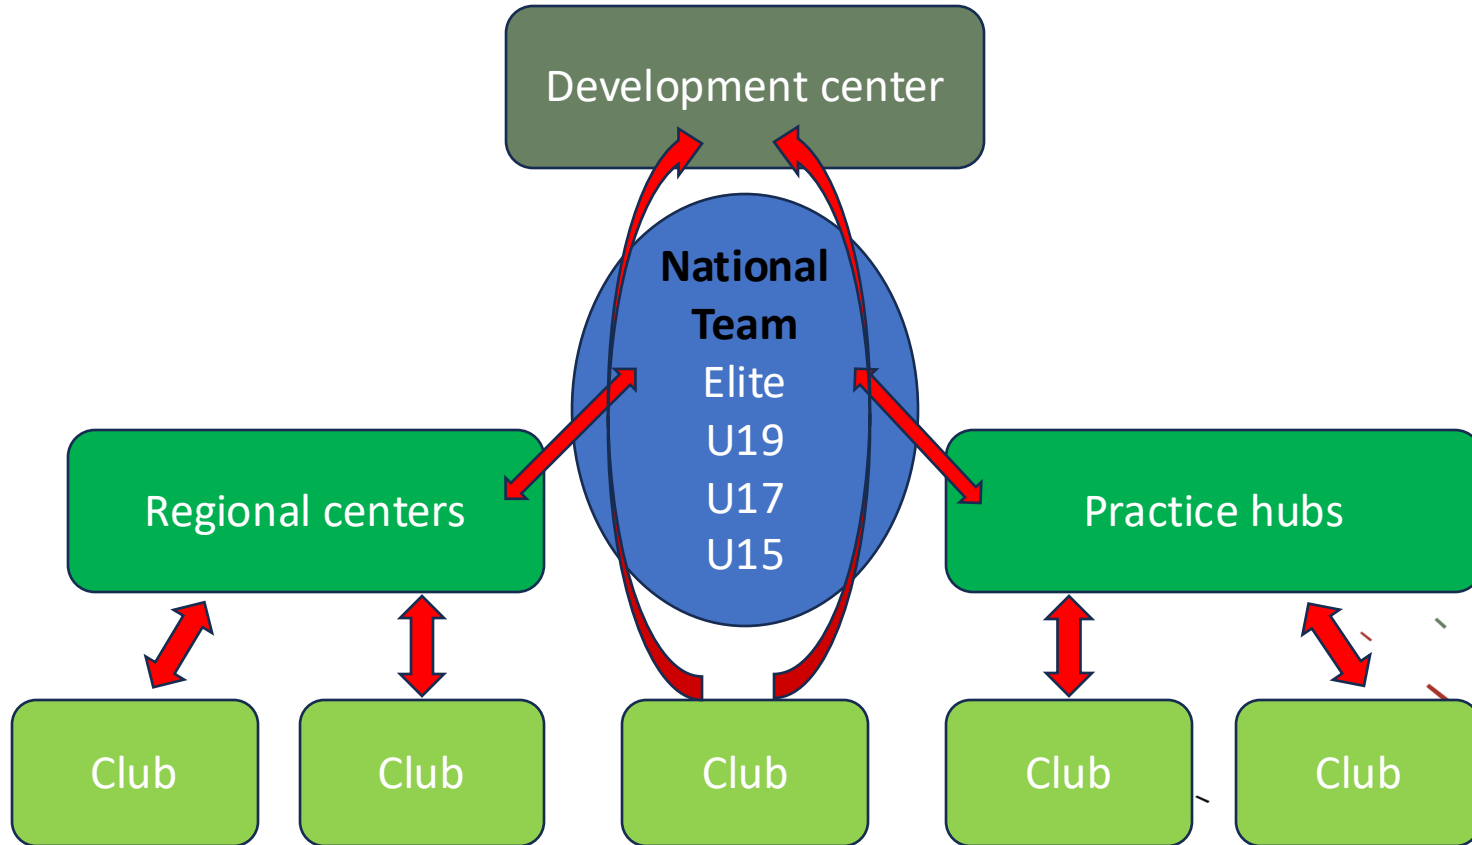 Development center
National
Team
Elite
U19
U17
U15
Regional centers
Practice hubs
Club
Club
Club
Club
Club